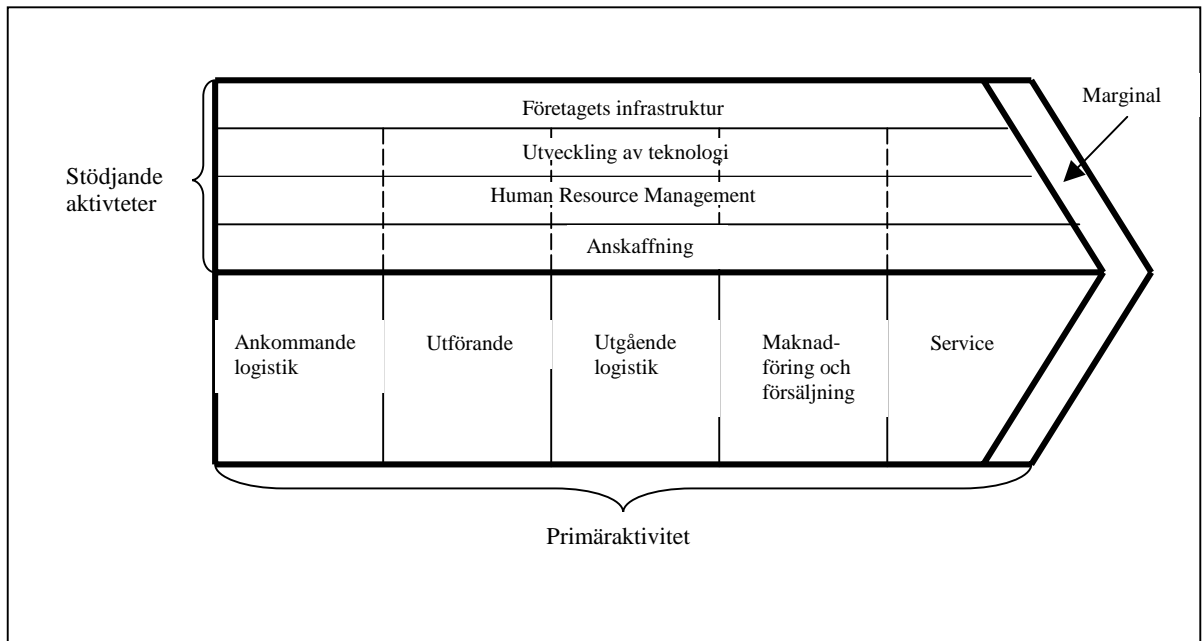 Företagets infrastruktur
Marginal
Utveckling av teknologi
Stödjande
aktivteter
Human Resource Management
Anskaffning
Ankommande
logistik
Utförande
Utgående
logistik
Maknad-
föring och
försäljning
Service
Primäraktivitet